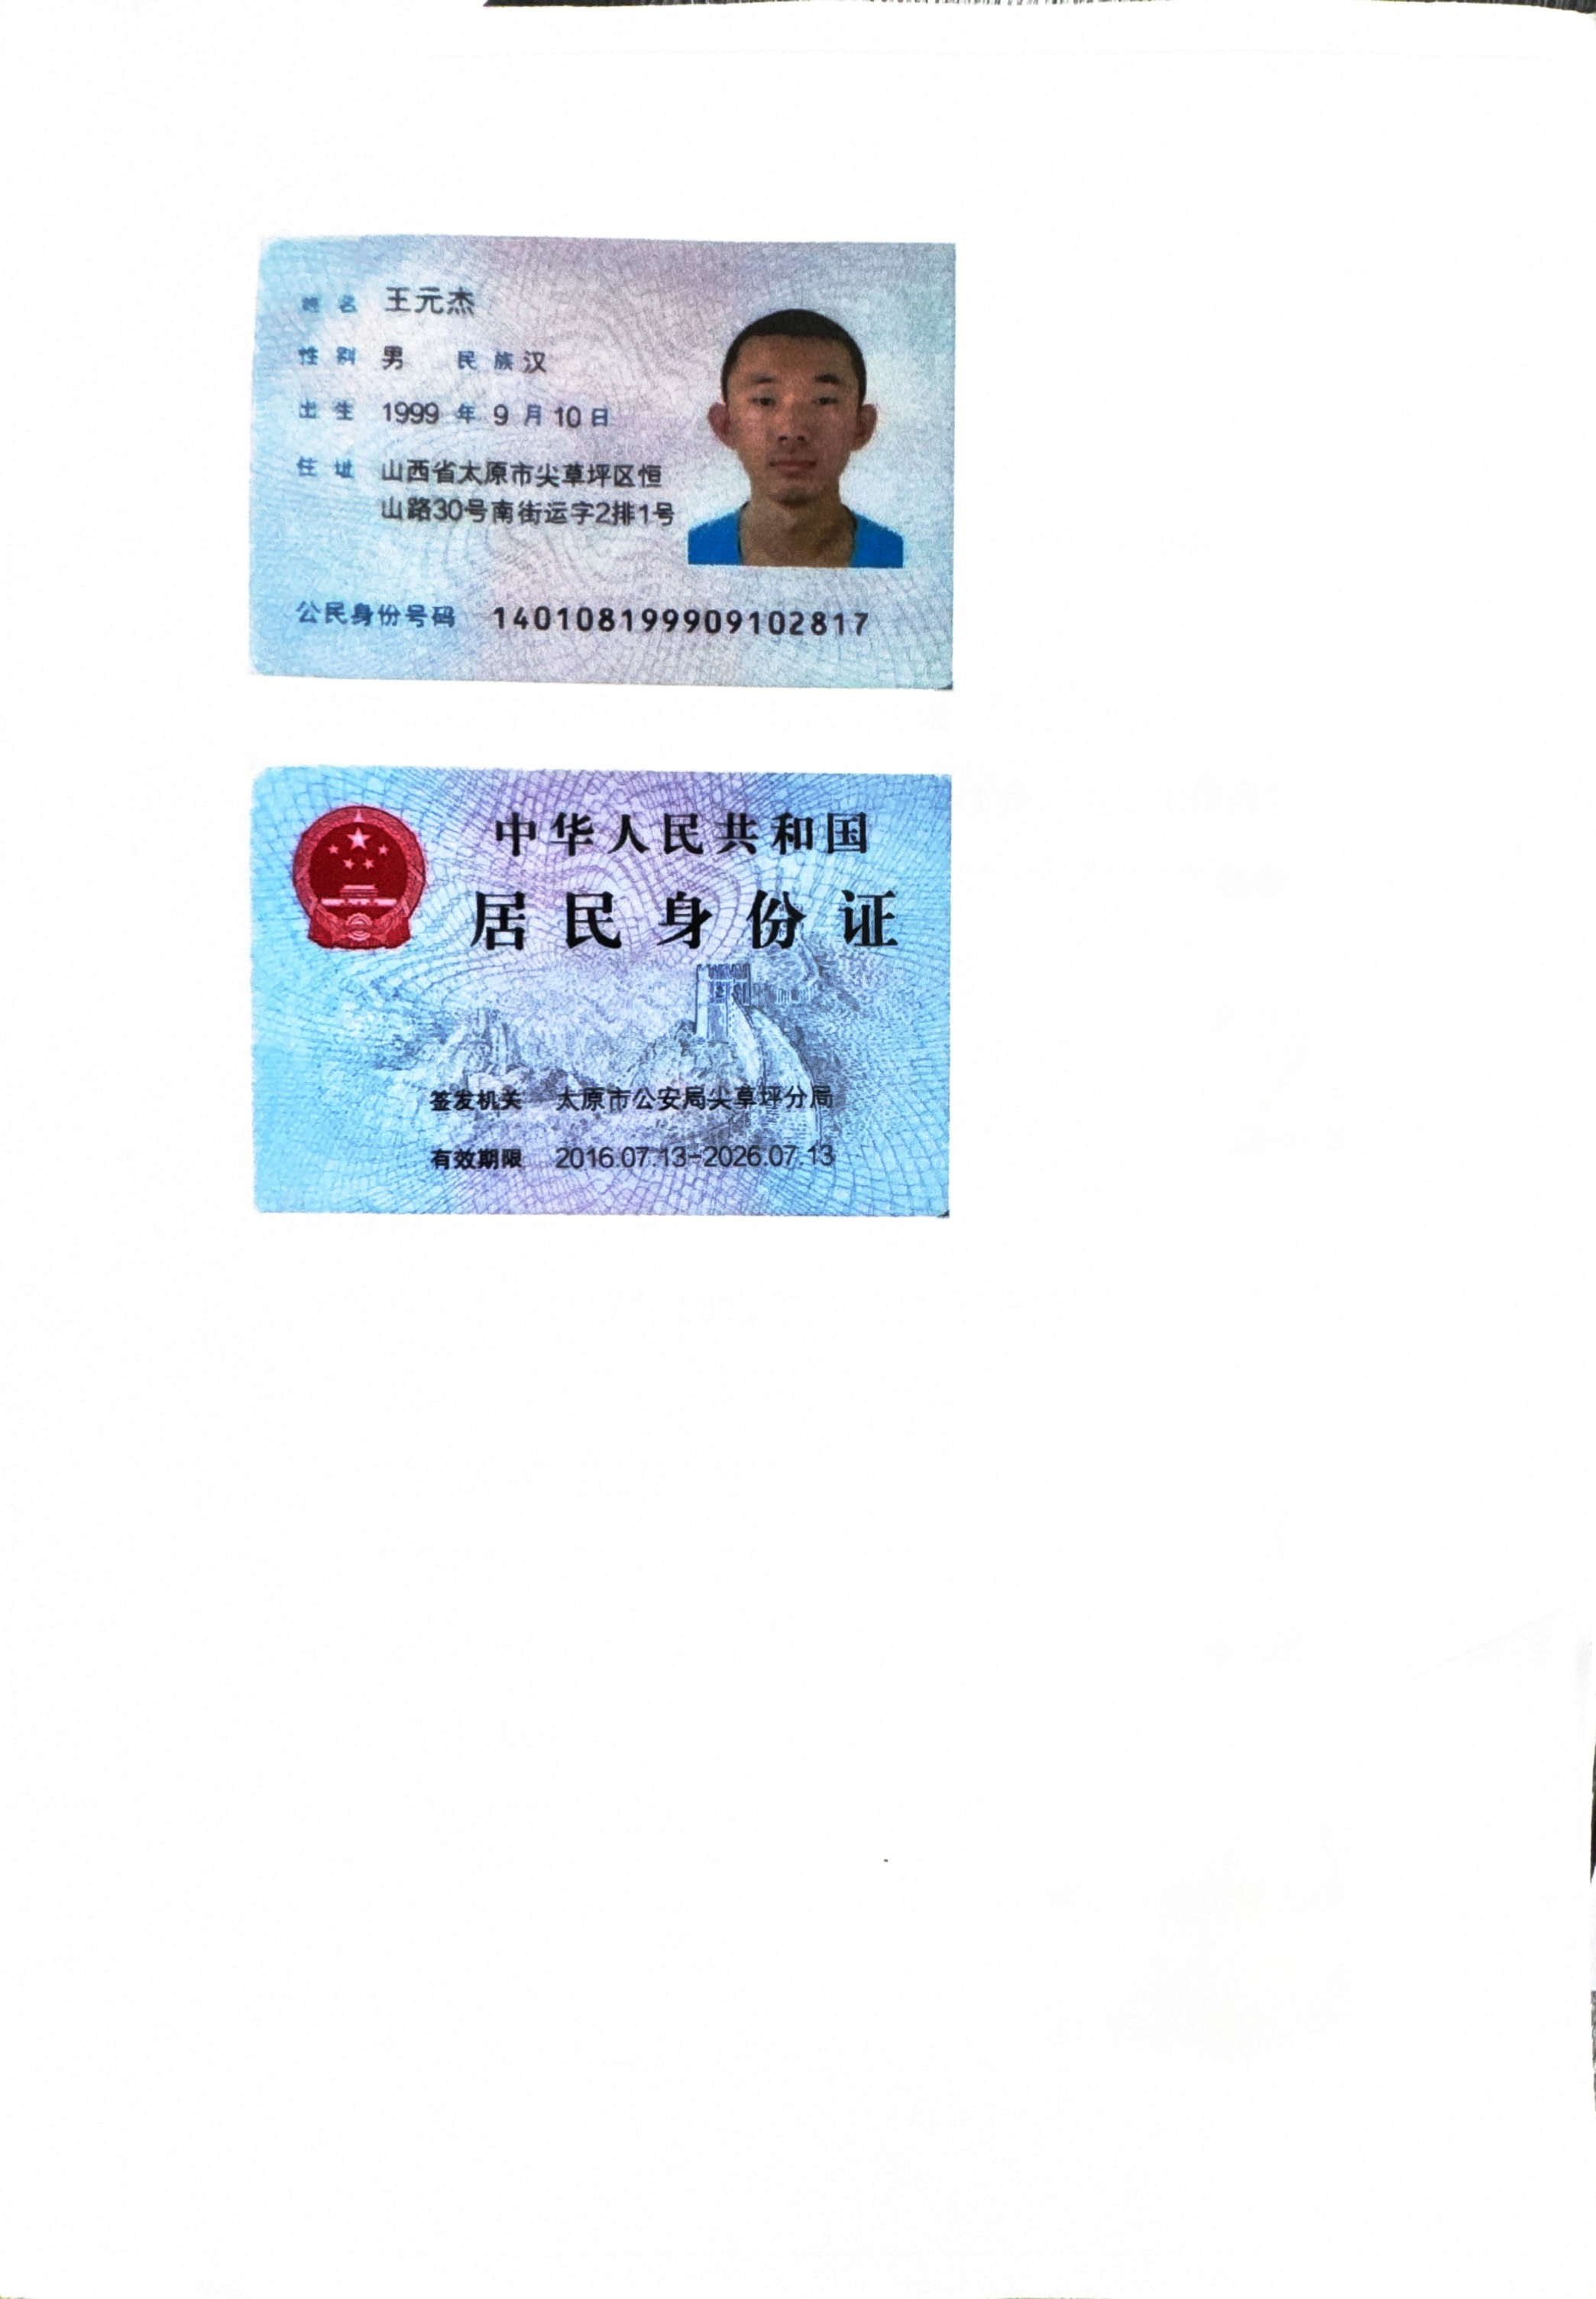 姓名 王元杰
性别 男 民族 汉
出生 1999 年 9 月 10 日
住址 山西省太原市尖草坪区恒
山路30号南街运字2排1号
公民身份号码 140108199909102817
中华人民共和国
居民身份证
签发机关 太原市公安局尖草坪分局
有效期限 2016.07.13-2026.07.13